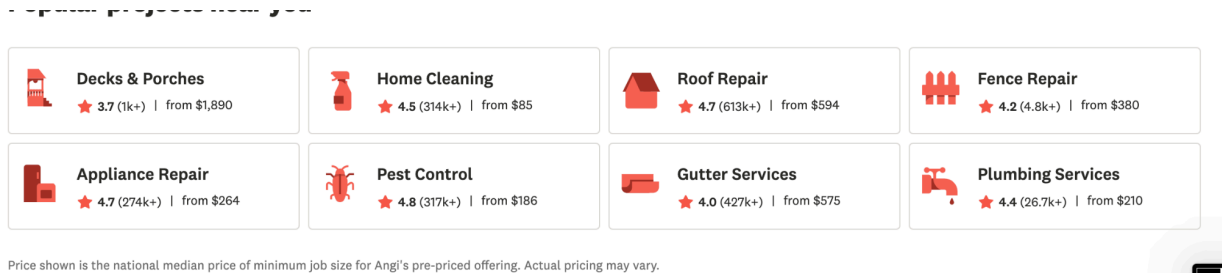 Popular projects near you
Decks & Porches
3.7 (1k+) | from $1,890
Home Cleaning
4.5 (314k+) | from $85
Roof Repair
4.7 (613k+) | from $594
Fence Repair
4.2 (4.8k+) | from $380
Appliance Repair
4.7 (274k+) | from $264
Pest Control
4.8 (317k+) | from $186
Gutter Services
4.0 (427k+) | from $575
Plumbing Services
4.4 (26.7k+) | from $210
Price shown is the national median price of minimum job size for Angi's pre-priced offering. Actual pricing may vary.